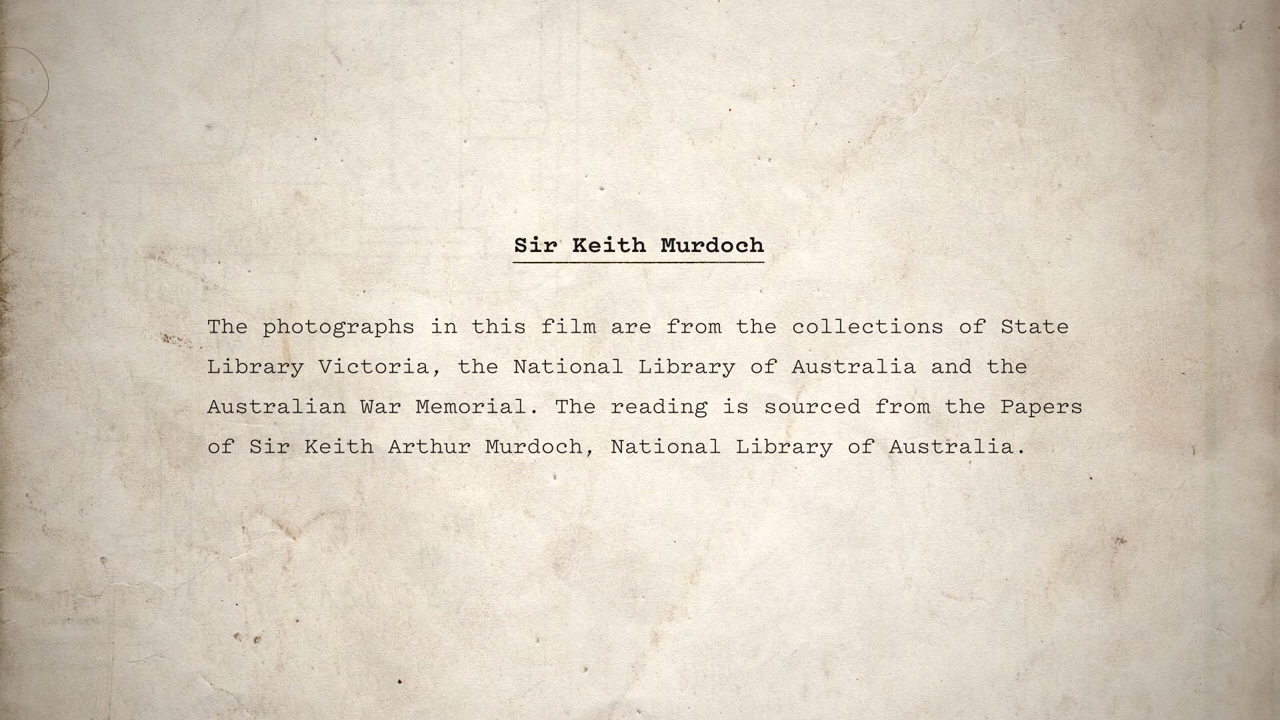 Sir Keith Murdoch
The photographs in this film are from the collections of State
Library Victoria, the National Library of Australia and the
Australian War Memorial. The reading is sourced from the Papers
of Sir Keith Arthur Murdoch, National Library of Australia.